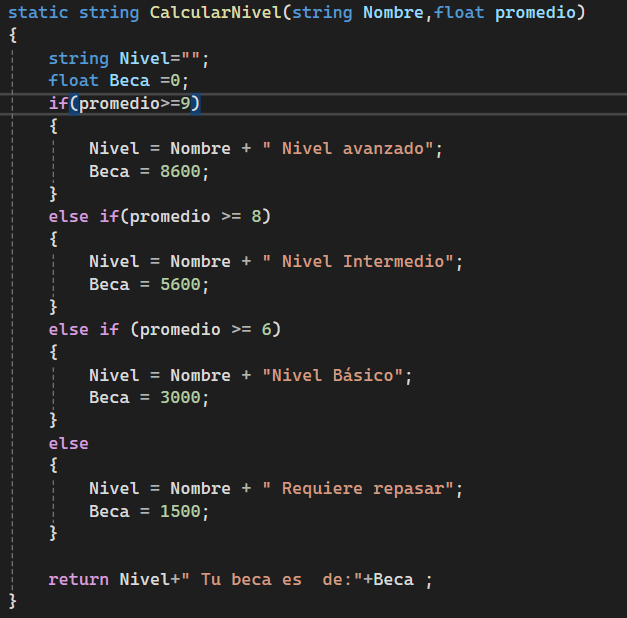 static string CalcularNivel(string Nombre,float promedio)
{
    string Nivel="";
    float Beca =0;
    if(promedio>=9)
    {
        Nivel = Nombre + " Nivel avanzado";
        Beca = 8600;
    }
    else if(promedio >= 8)
    {
        Nivel = Nombre + " Nivel Intermedio";
        Beca = 5600;
    }
    else if (promedio >= 6)
    {
        Nivel = Nombre + "Nivel Básico";
        Beca = 3000;
    }
    else
    {
        Nivel = Nombre + " Requiere repasar";
        Beca = 1500;
    }

    return Nivel+" Tu beca es  de:"+Beca ;
}